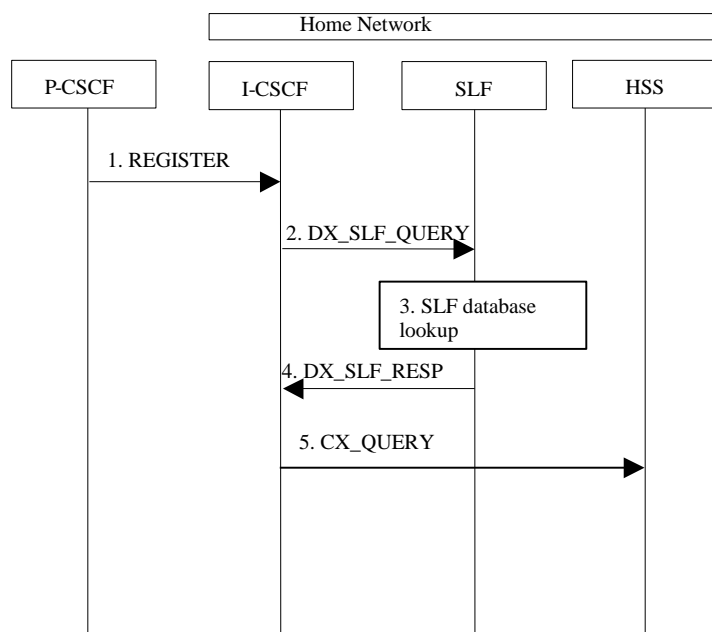 Home Network
P-CSCF
I-CSCF
SLF
HSS
1. REGISTER
2. DX_SLF_QUERY
3. SLF database
lookup
4. DX_SLF_RESP
5. CX_QUERY